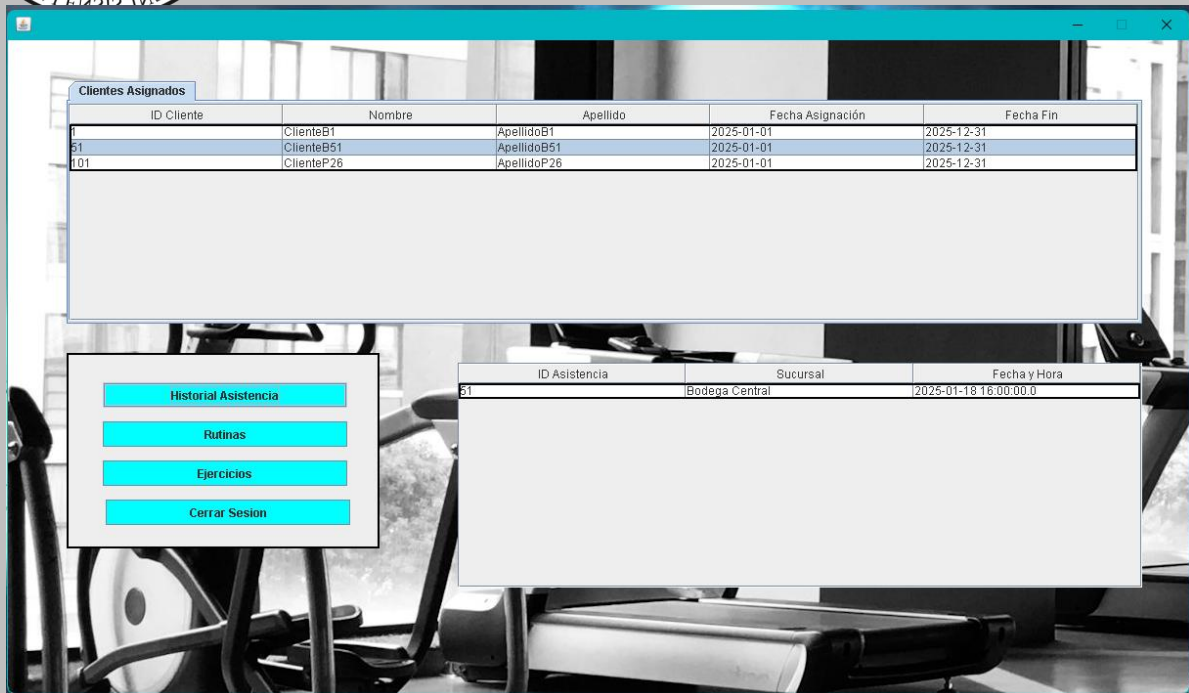 Clientes Asignados
ID Cliente Nombre Apellido Fecha Asignación Fecha Fin
1 ClienteB1 ApellidoB1 2025-01-01 2025-12-31
51 ClienteB51 ApellidoB51 2025-01-01 2025-12-31
101 ClienteP26 ApellidoP26 2025-01-01 2025-12-31
ID Asistencia Sucursal Fecha y Hora
51 Bodega Central 2025-01-18 16:00:00.0
Historial Asistencia
Rutinas
Ejercicios
Cerrar Sesion